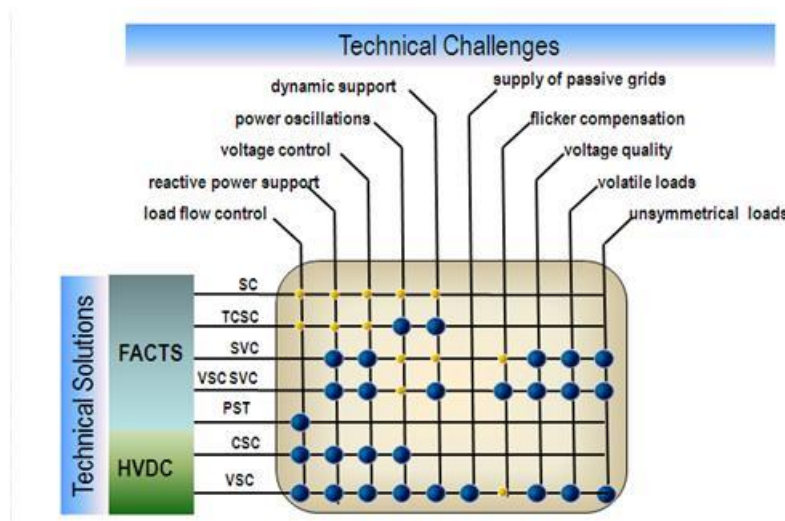 Technical Challenges
dynamic support
supply of passive grids
power oscillations
flicker compensation
voltage control
voltage quality
reactive power support
volatile loads
load flow control
unsymmetrical loads
Technical Solutions
FACTS
HVDC
SC
TCSC
SVC
VSC SVC
PST
CSC
VSC